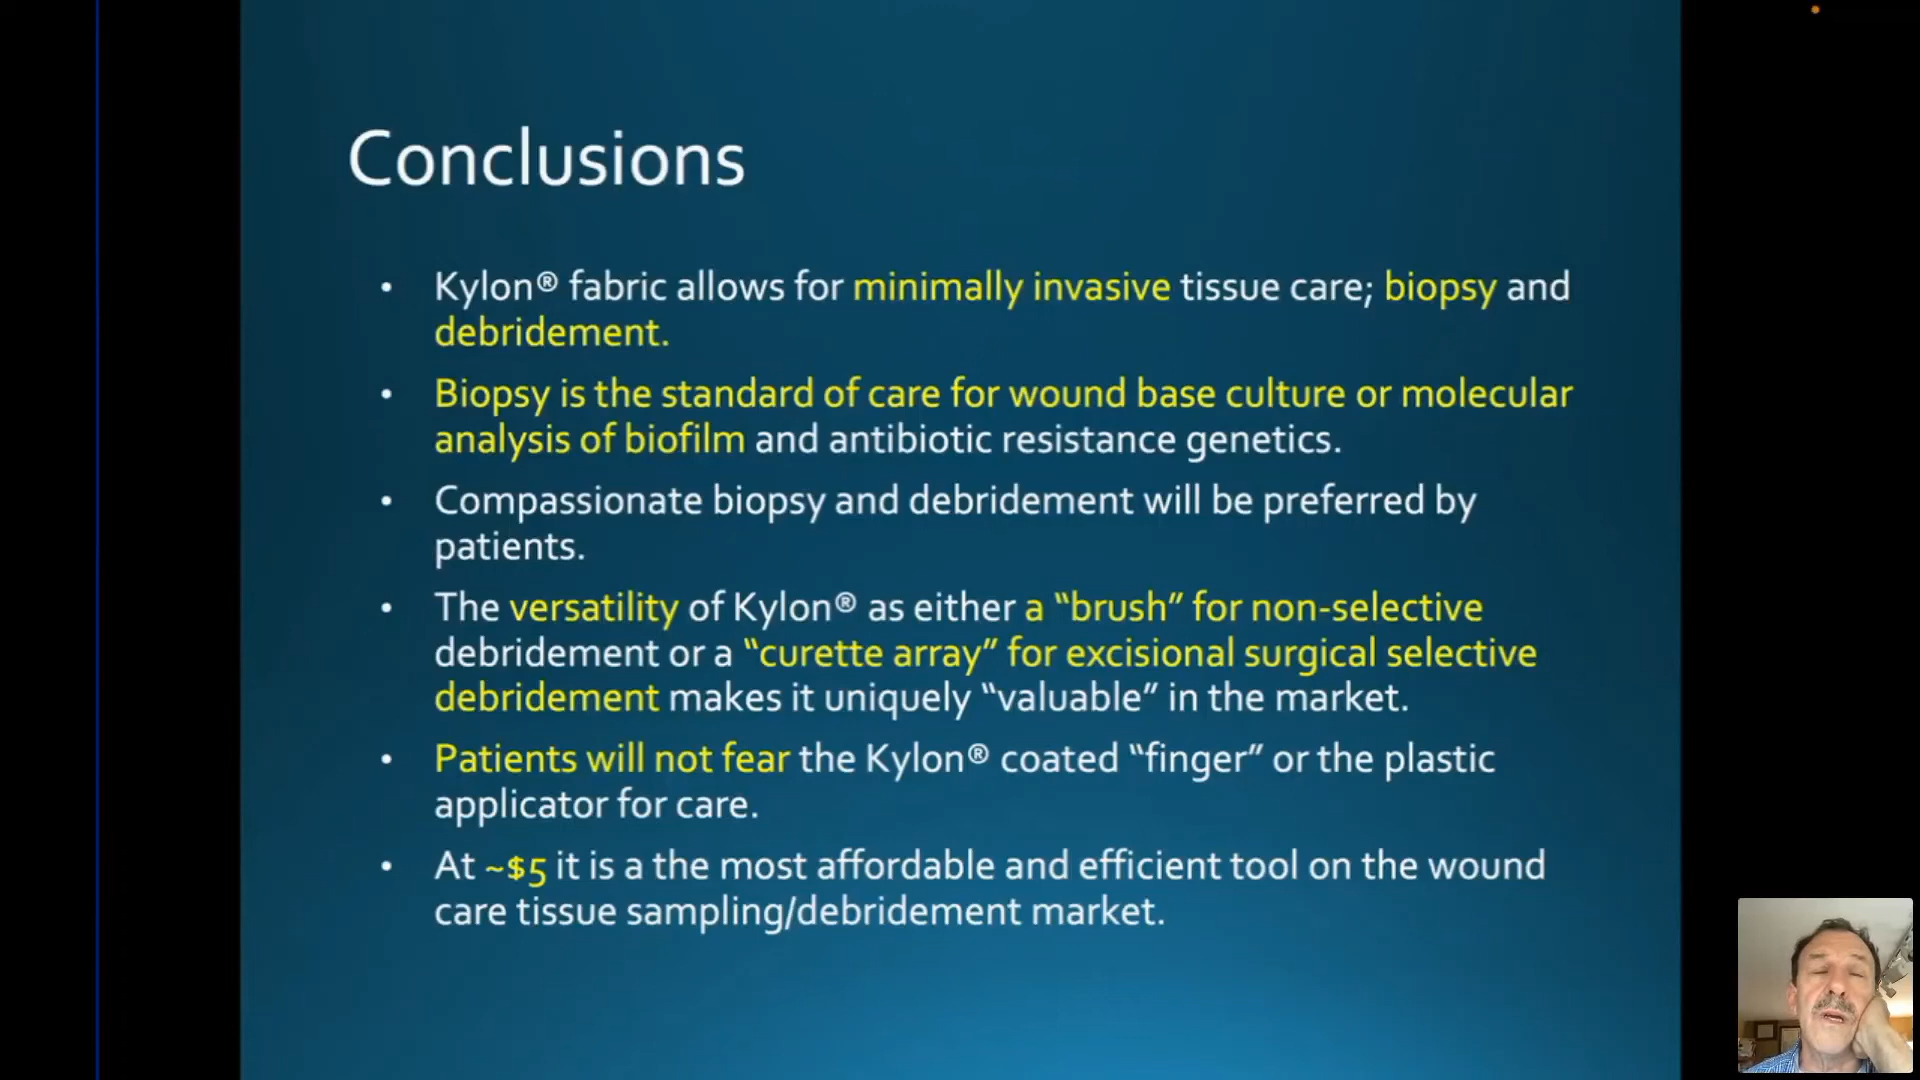 Conclusions
• Kylon® fabric allows for minimally invasive tissue care; biopsy and
debridement.
• Biopsy is the standard of care for wound base culture or molecular
analysis of biofilm and antibiotic resistance genetics.
• Compassionate biopsy and debridement will be preferred by
patients.
• The versatility of Kylon® as either a “brush” for non-selective
debridement or a “curette array” for excisional surgical selective
debridement makes it uniquely “valuable” in the market.
• Patients will not fear the Kylon® coated “finger” or the plastic
applicator for care.
• At ~$5 it is a the most affordable and efficient tool on the wound
care tissue sampling/debridement market.